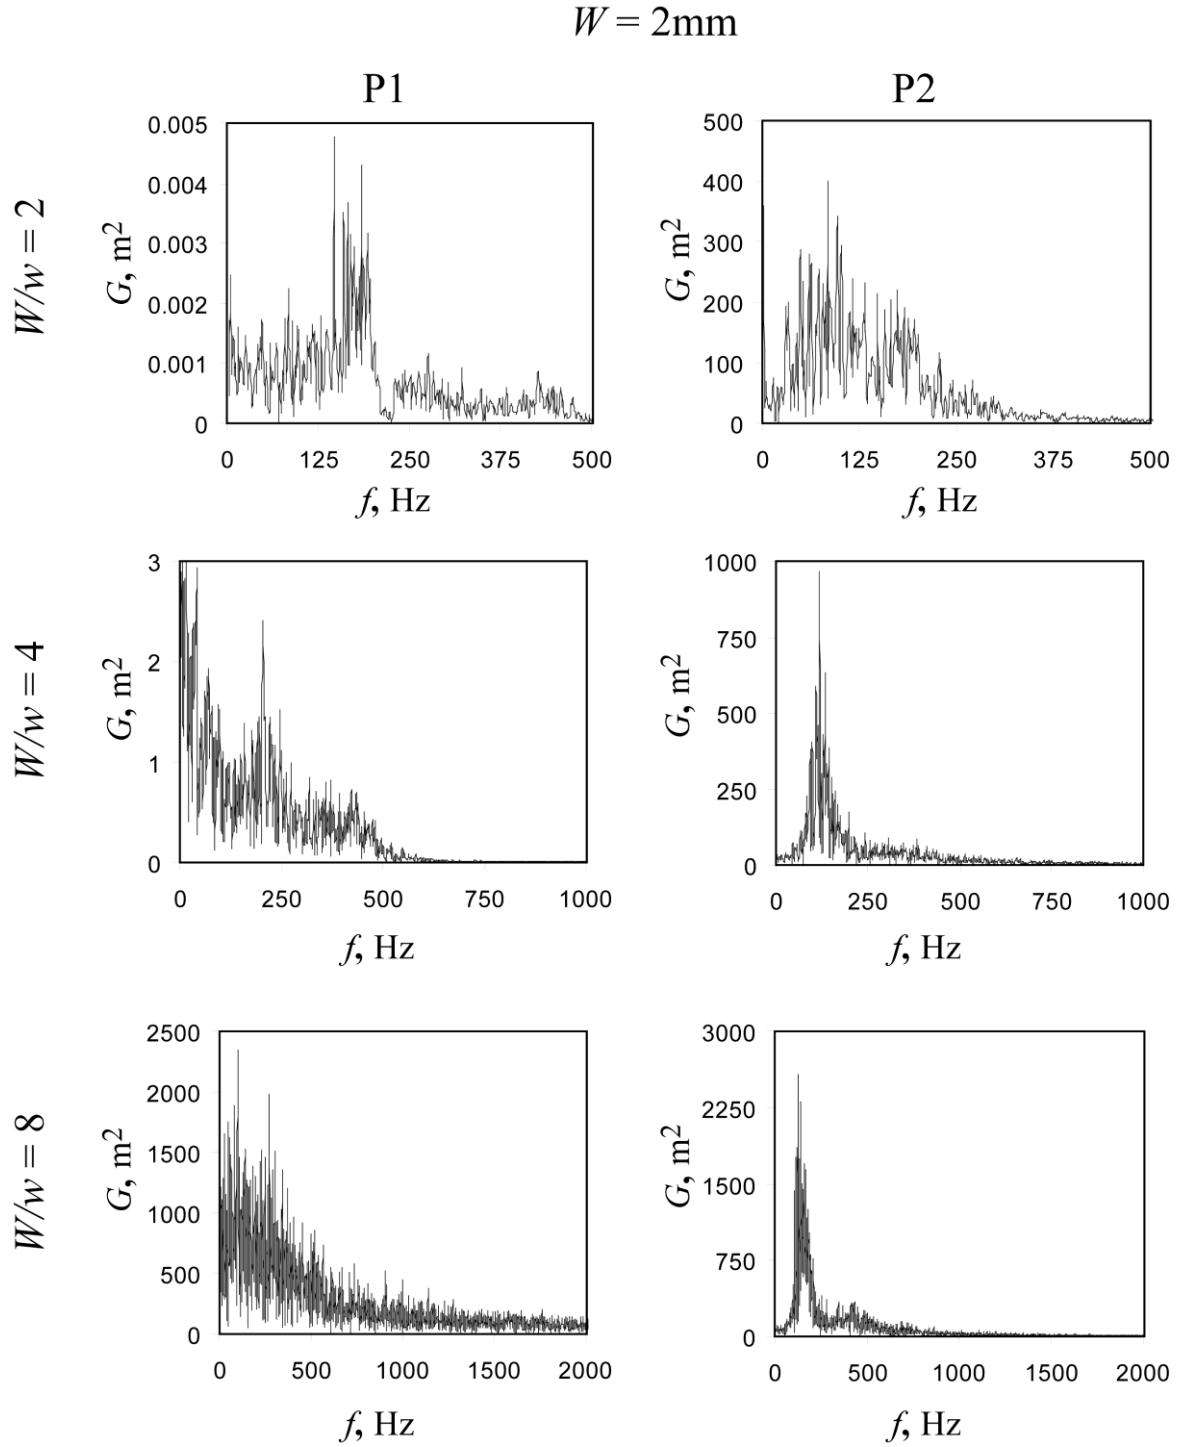 W = 2mm
P1
P2
W/w = 2
G, m²
0.005
0.004
0.003
0.002
0.001
0
0 125 250 375 500
f, Hz
G, m²
500
400
300
200
100
0
0 125 250 375 500
f, Hz
W/w = 4
G, m²
3
2
1
0
0 250 500 750 1000
f, Hz
G, m²
1000
750
500
250
0
0 250 500 750 1000
f, Hz
W/w = 8
G, m²
2500
2000
1500
1000
500
0
0 500 1000 1500 2000
f, Hz
G, m²
3000
2250
1500
750
0
0 500 1000 1500 2000
f, Hz